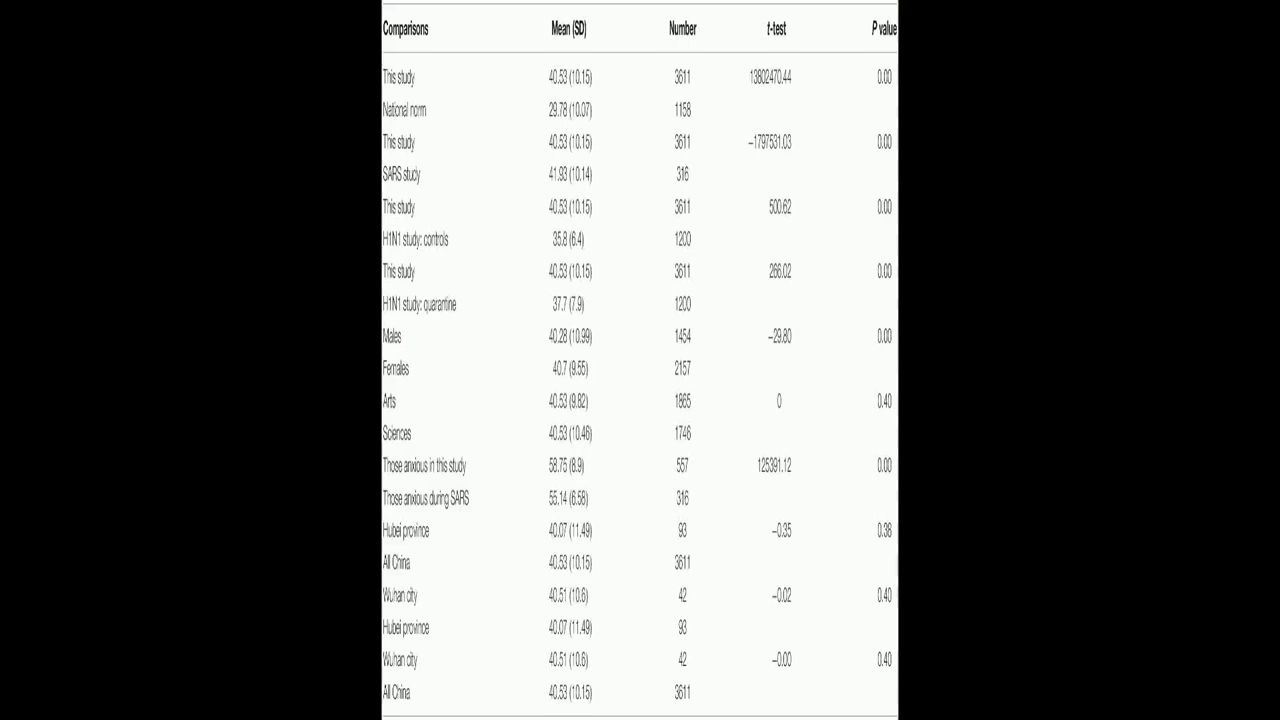 Comparisons Mean (SD) Number t-test P value
This study 40.53 (10.15) 3611 13802470.44 0.00
National norm 29.78 (10.07) 1158
This study 40.53 (10.15) 3611 −1797531.03 0.00
SARS study 41.93 (10.14) 316
This study 40.53 (10.15) 3611 500.62 0.00
H1N1 study: controls 35.8 (6.4) 1200
This study 40.53 (10.15) 3611 266.02 0.00
H1N1 study: quarantine 37.7 (7.9) 1200
Males 40.28 (10.99) 1454 −29.80 0.00
Females 40.7 (9.55) 2157
Arts 40.53 (9.82) 1865 0 0.40
Sciences 40.53 (10.46) 1746
Those anxious in this study 58.75 (8.9) 557 125391.12 0.00
Those anxious during SARS 55.14 (6.58) 316
Hubei province 40.07 (11.49) 93 −0.35 0.38
All China 40.53 (10.15) 3611
Wuhan city 40.51 (10.6) 42 −0.02 0.40
Hubei province 40.07 (11.49) 93
Wuhan city 40.51 (10.6) 42 −0.00 0.40
All China 40.53 (10.15) 3611